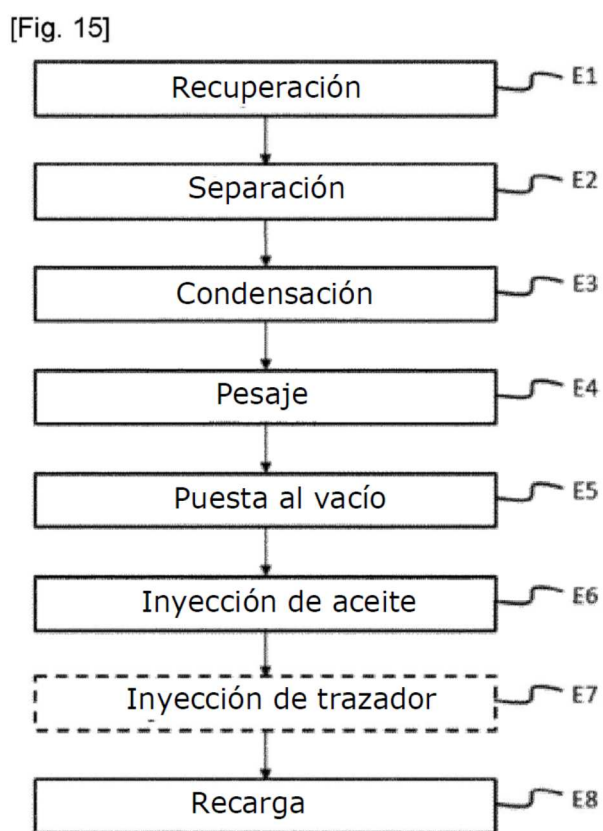 [Fig. 15]
Recuperación E1
Separación E2
Condensación E3
Pesaje E4
Puesta al vacío E5
Inyección de aceite E6
Inyección de trazador E7
Recarga E8